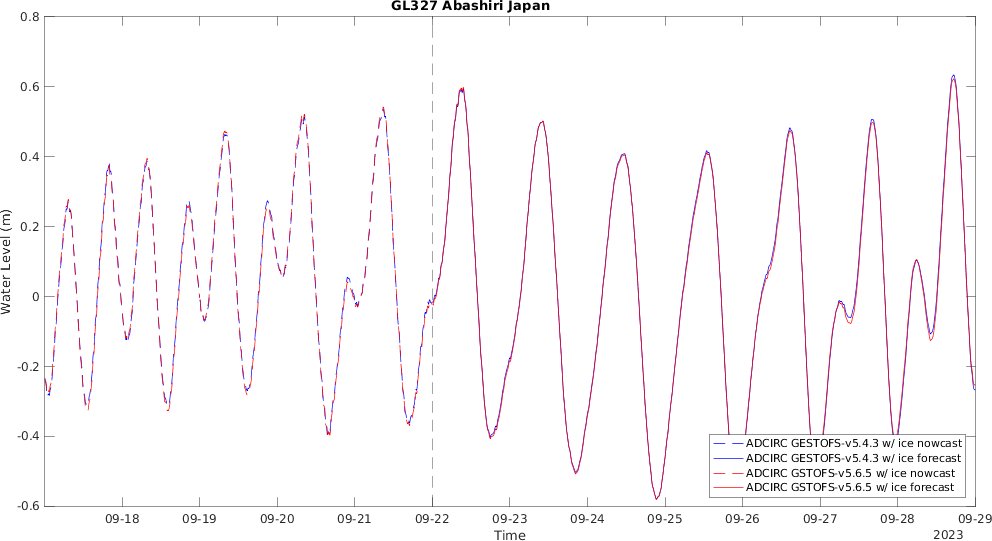 GL327 Abashiri Japan
0.8
0.6
0.4
0.2
0
-0.2
-0.4
-0.6
Water Level (m)
ADCIRC GESTOFS-v5.4.3 w/ ice nowcast
ADCIRC GESTOFS-v5.4.3 w/ ice forecast
ADCIRC GSTOFS-v5.6.5 w/ ice nowcast
ADCIRC GSTOFS-v5.6.5 w/ ice forecast
09-18 09-19 09-20 09-21 09-22 09-23 09-24 09-25 09-26 09-27 09-28 09-29
Time
2023